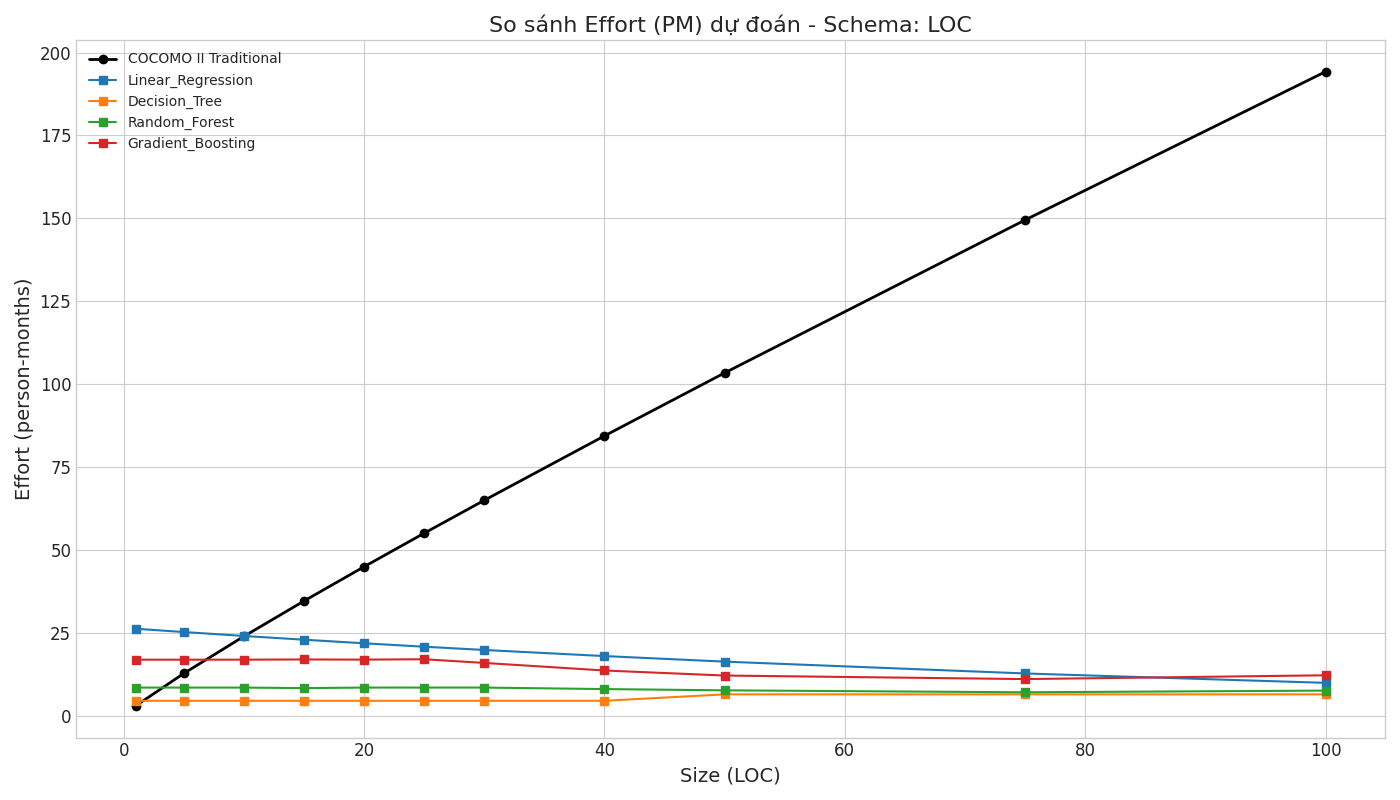 So sánh Effort (PM) dự đoán - Schema: LOC
COCOMO II Traditional
Linear_Regression
Decision_Tree
Random_Forest
Gradient_Boosting
Effort (person-months)
200
175
150
125
100
75
50
25
0
0 20 40 60 80 100
Size (LOC)